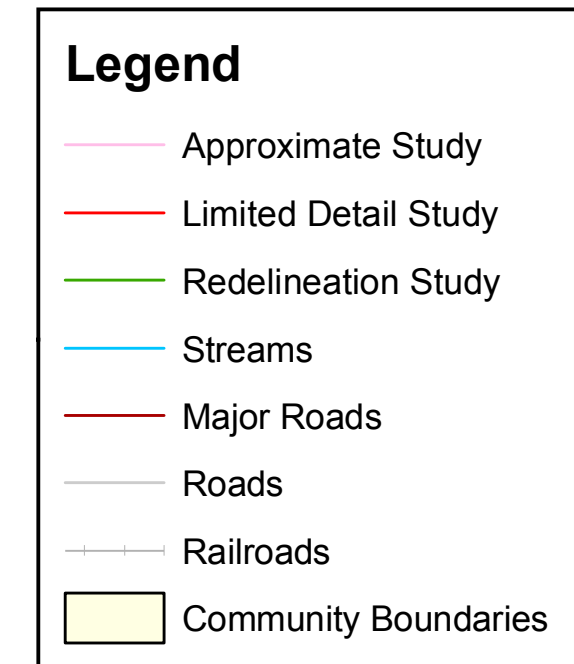 Legend
Approximate Study
Limited Detail Study
Redelineation Study
Streams
Major Roads
Roads
Railroads
Community Boundaries